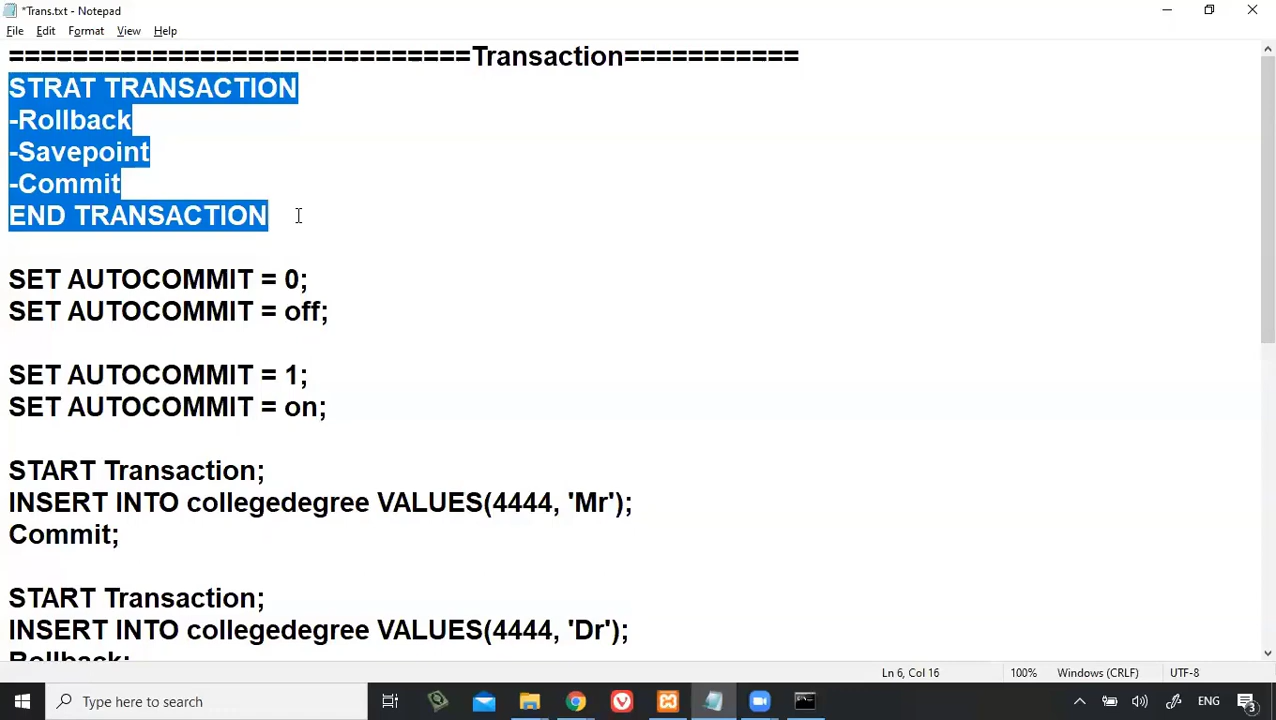 *Trans.txt - Notepad
File Edit Format View Help
=============================Transaction===========
STRAT TRANSACTION
-Rollback
-Savepoint
-Commit
END TRANSACTION
SET AUTOCOMMIT = 0;
SET AUTOCOMMIT = off;
SET AUTOCOMMIT = 1;
SET AUTOCOMMIT = on;
START Transaction;
INSERT INTO collegedegree VALUES(4444, 'Mr');
Commit;
START Transaction;
INSERT INTO collegedegree VALUES(4444, 'Dr');
Rollback;
Ln 6, Col 16 100% Windows (CRLF) UTF-8
Type here to search ENG 3